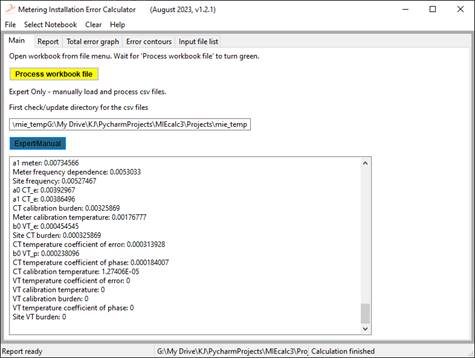 Metering Installation Error Calculator (August 2023, v1.2.1)
File Select Notebook Clear Help
Main Report Total error graph Error contours Input file list
Open workbook from file menu. Wait for 'Process workbook file' to turn green.
Process workbook file
Expert Only - manually load and process csv files.
First check/update directory for the csv files
\mie_tempG:\My Drive\KJ\PycharmProjects\MIEcalc3\Projects\mie_temp
ExpertManual
a1 meter: 0.00734566
Meter frequency dependence: 0.0053033
Site frequency: 0.00527467
a0 CT_e: 0.00392967
a1 CT_e: 0.00386496
CT calibration burden: 0.00325869
Meter calibration temperature: 0.00176777
b0 VT_e: 0.000454545
Site CT burden: 0.000325869
CT temperature coefficient of error: 0.000313928
b0 VT_p: 0.000238096
CT temperature coefficient of phase: 0.000184007
CT calibration temperature: 1.27406E-05
VT temperature coefficient of error: 0
VT calibration temperature: 0
VT calibration burden: 0
VT temperature coefficient of phase: 0
Site VT burden: 0
Report ready G:\My Drive\KJ\PycharmProjects\MIEcalc3\Proj Calculation finished